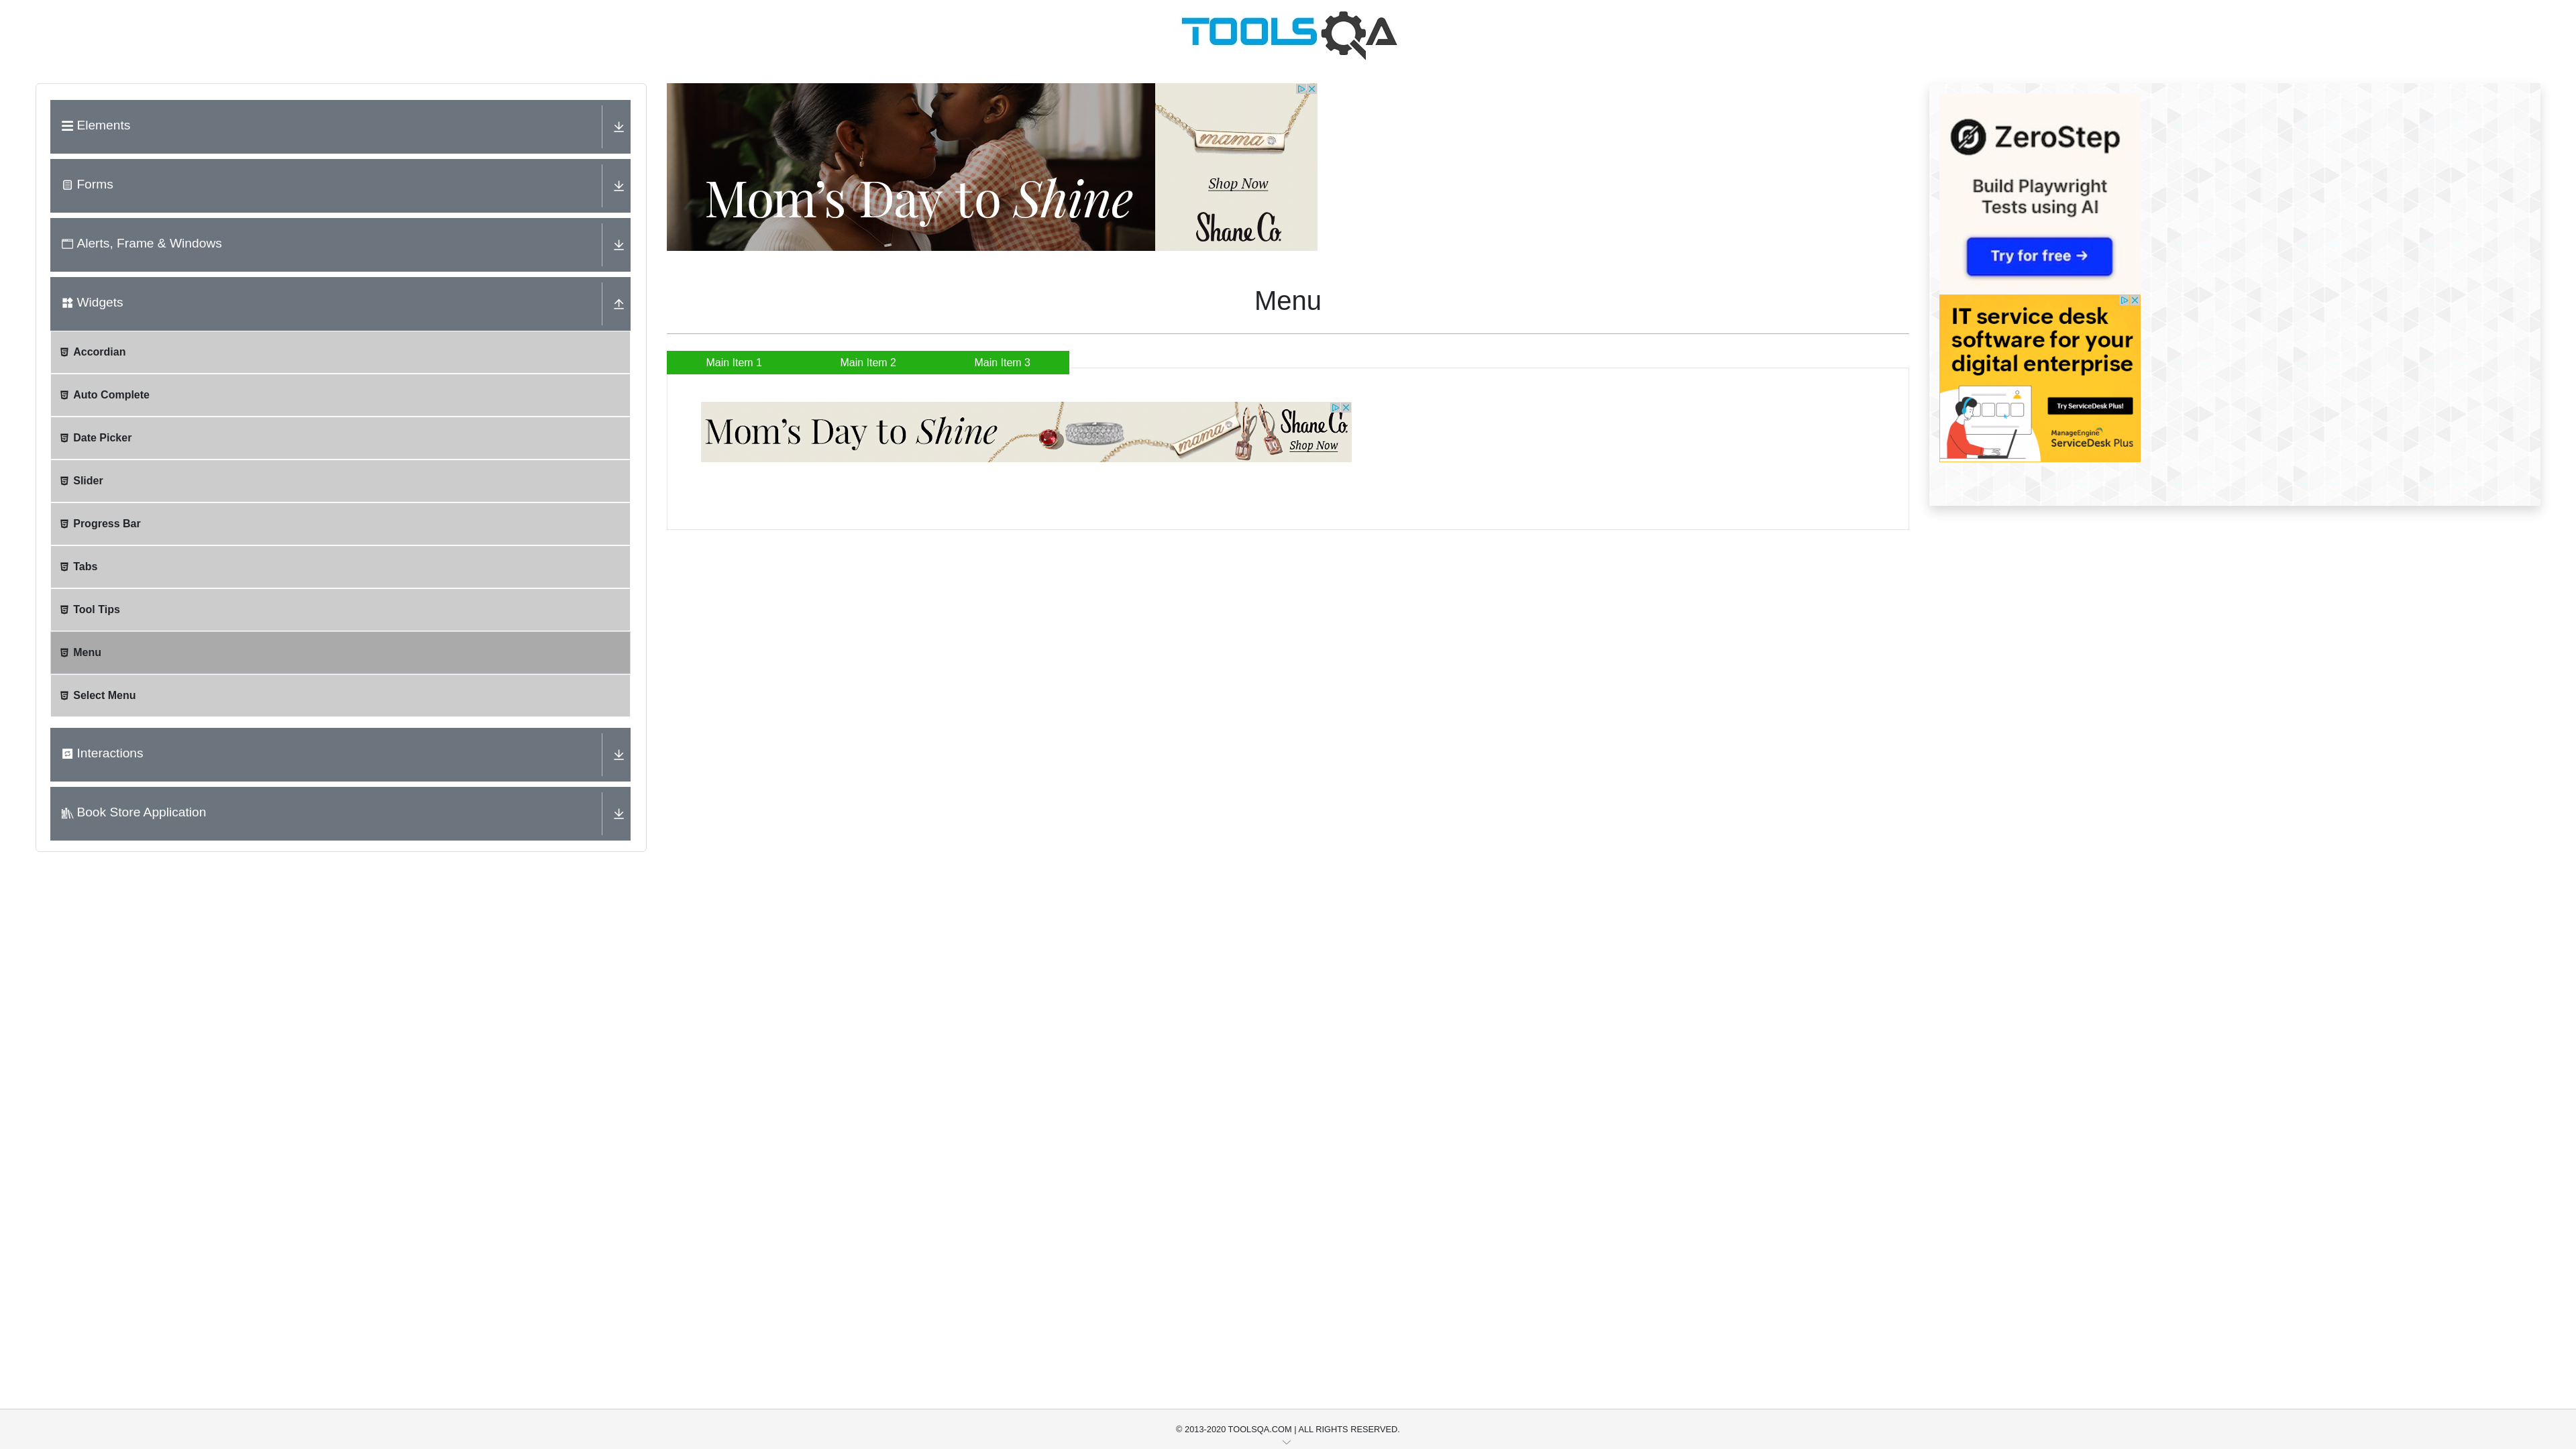 TOOLSQA
Elements
Forms
Alerts, Frame & Windows
Widgets
Accordian
Auto Complete
Date Picker
Slider
Progress Bar
Tabs
Tool Tips
Menu
Select Menu
Interactions
Book Store Application
Mom's Day to Shine
mama
Shop Now
Shane Co.
Menu
Main Item 1
Main Item 2
Main Item 3
Mom's Day to Shine
mama
Shane Co.
Shop Now
ZeroStep
Build Playwright
Tests using AI
Try for free →
IT service desk
software for your
digital enterprise
Try ServiceDesk Plus!
ManageEngine
ServiceDesk Plus
© 2013-2020 TOOLSQA.COM | ALL RIGHTS RESERVED.